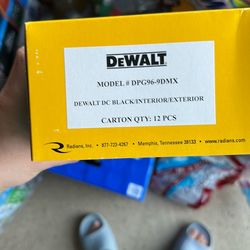 DEWALT
MODEL # DPG96-9DMX
DEWALT DC BLACK/INTERIOR/EXTERIOR
CARTON QTY: 12 PCS
Radians, Inc. • 877-723-4267 • Memphis, Tennessee 38133 • www.radians.com